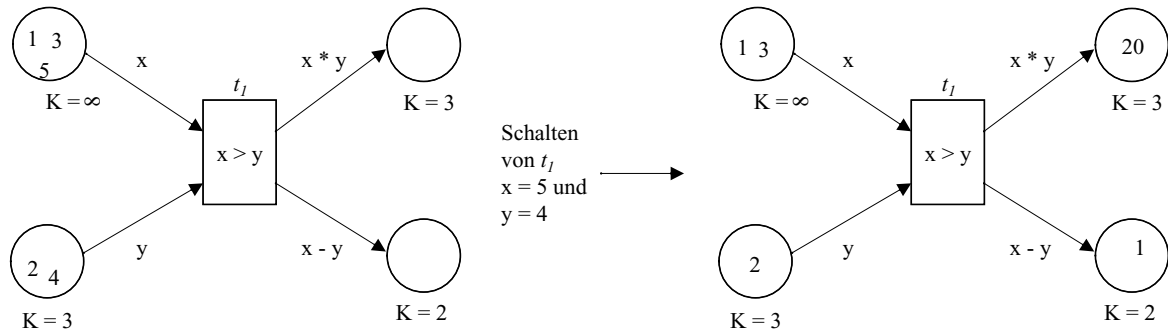 1 3
5
x
x * y
K = ∞
t1
K = 3
x > y
2 4
y
x - y
K = 3
K = 2
Schalten
von t1
x = 5 und
y = 4
1 3
x
x * y
20
K = ∞
t1
K = 3
x > y
2
y
x - y
1
K = 3
K = 2